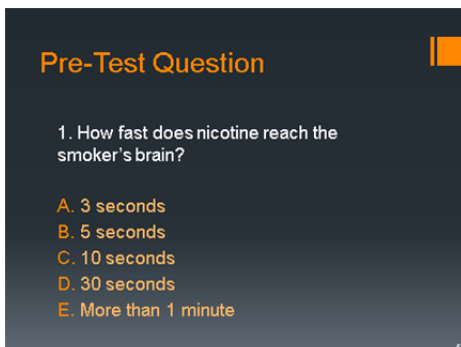 Pre-Test Question
1. How fast does nicotine reach the
smoker's brain?
A. 3 seconds
B. 5 seconds
C. 10 seconds
D. 30 seconds
E. More than 1 minute